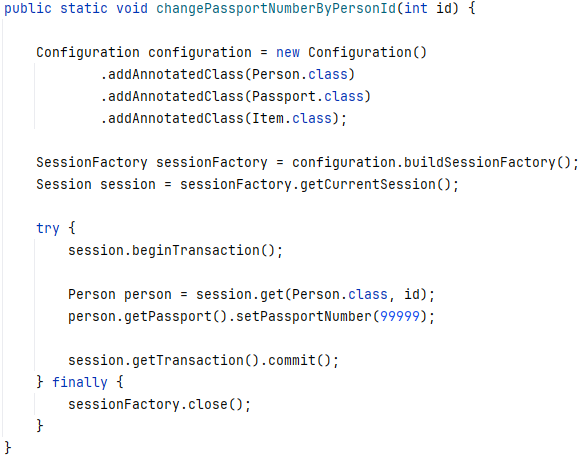 public static void changePassportNumberByPersonId(int id) {
Configuration configuration = new Configuration()
.addAnnotatedClass(Person.class)
.addAnnotatedClass(Passport.class)
.addAnnotatedClass(Item.class);
SessionFactory sessionFactory = configuration.buildSessionFactory();
Session session = sessionFactory.getCurrentSession();
try {
session.beginTransaction();
Person person = session.get(Person.class, id);
person.getPassport().setPassportNumber(99999);
session.getTransaction().commit();
} finally {
sessionFactory.close();
}
}